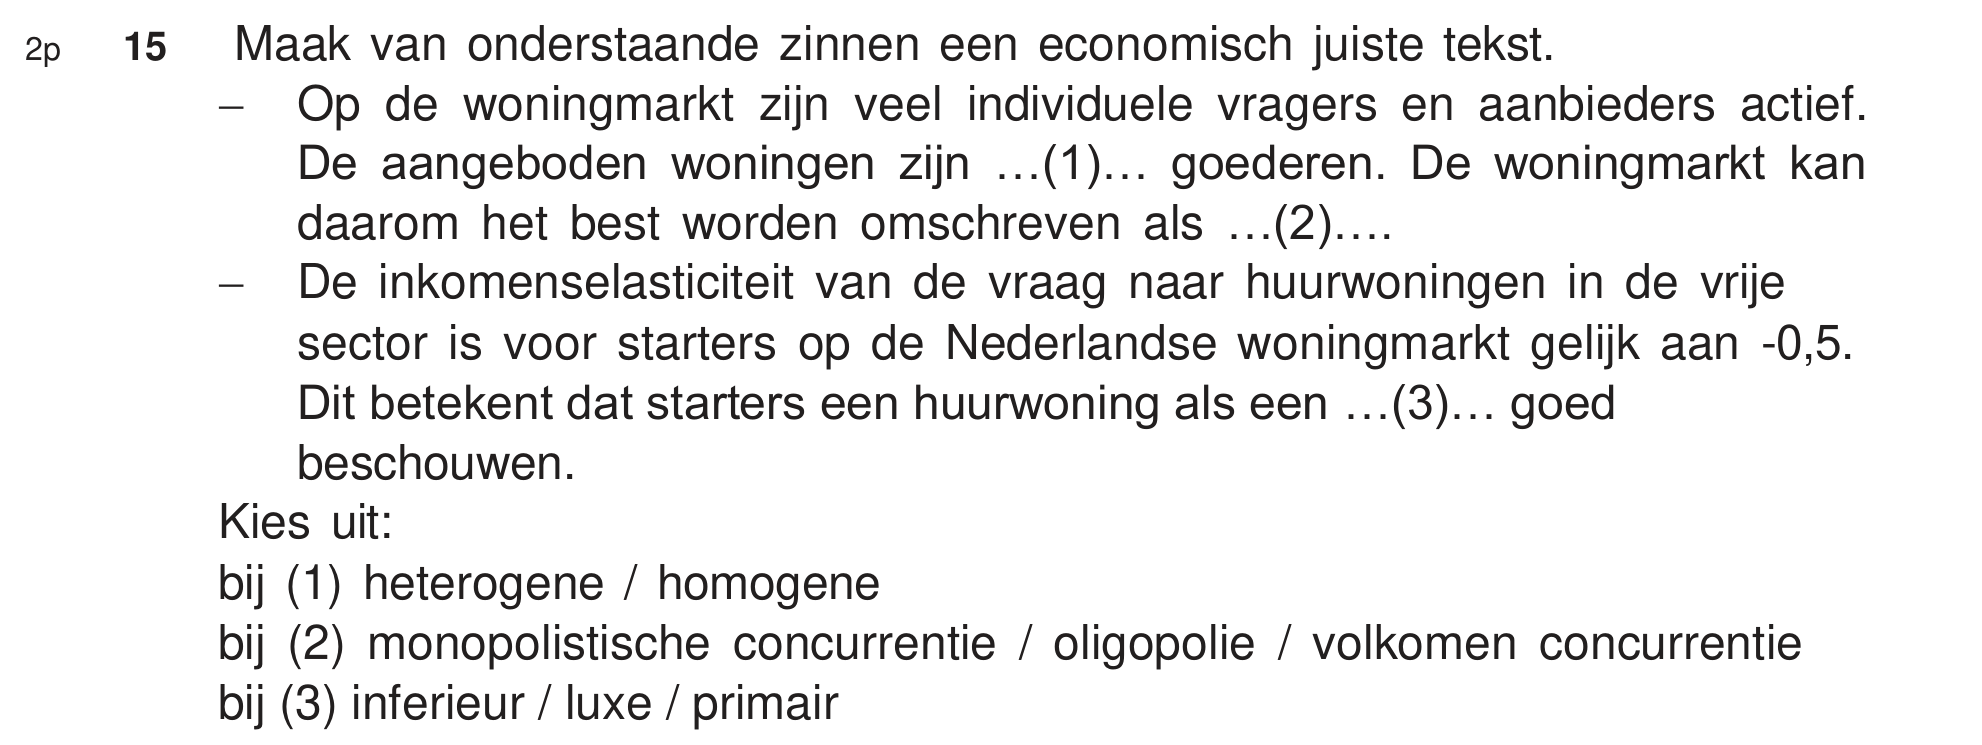 2p 15 Maak van onderstaande zinnen een economisch juiste tekst.
– Op de woningmarkt zijn veel individuele vragers en aanbieders actief.
De aangeboden woningen zijn …(1)… goederen. De woningmarkt kan
daarom het best worden omschreven als …(2)….
– De inkomenselasticiteit van de vraag naar huurwoningen in de vrije
sector is voor starters op de Nederlandse woningmarkt gelijk aan -0,5.
Dit betekent dat starters een huurwoning als een …(3)… goed
beschouwen.
Kies uit:
bij (1) heterogene / homogene
bij (2) monopolistische concurrentie / oligopolie / volkomen concurrentie
bij (3) inferieur / luxe / primair